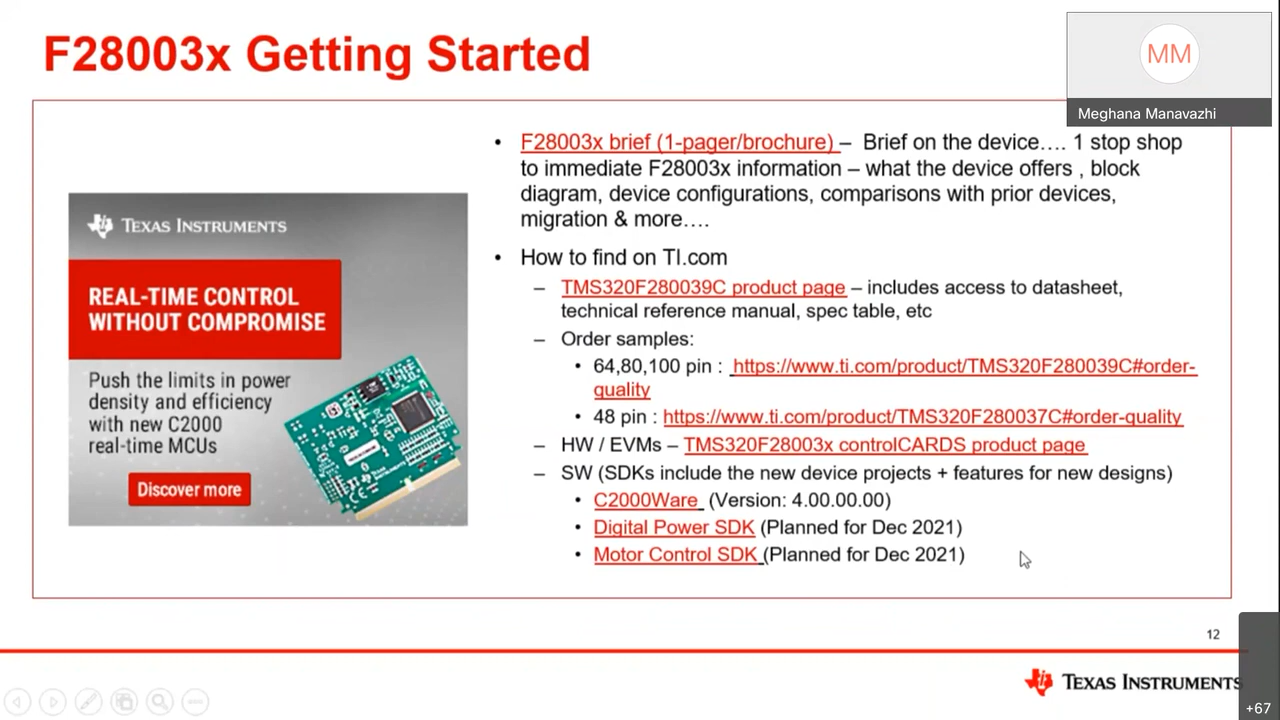 F28003x Getting Started
MM
Meghana Manavazhi
TEXAS INSTRUMENTS
REAL-TIME CONTROL
WITHOUT COMPROMISE
Push the limits in power
density and efficiency
with new C2000
real-time MCUs
Discover more
• F28003x brief (1-pager/brochure) – Brief on the device…. 1 stop shop
to immediate F28003x information – what the device offers , block
diagram, device configurations, comparisons with prior devices,
migration & more….
• How to find on TI.com
– TMS320F280039C product page – includes access to datasheet,
technical reference manual, spec table, etc
– Order samples:
• 64,80,100 pin : https://www.ti.com/product/TMS320F280039C#order-
quality
• 48 pin : https://www.ti.com/product/TMS320F280037C#order-quality
– HW / EVMs – TMS320F28003x controlCARDS product page
– SW (SDKs include the new device projects + features for new designs)
• C2000Ware (Version: 4.00.00.00)
• Digital Power SDK (Planned for Dec 2021)
• Motor Control SDK (Planned for Dec 2021)
12
TEXAS INSTRUMENTS
+67